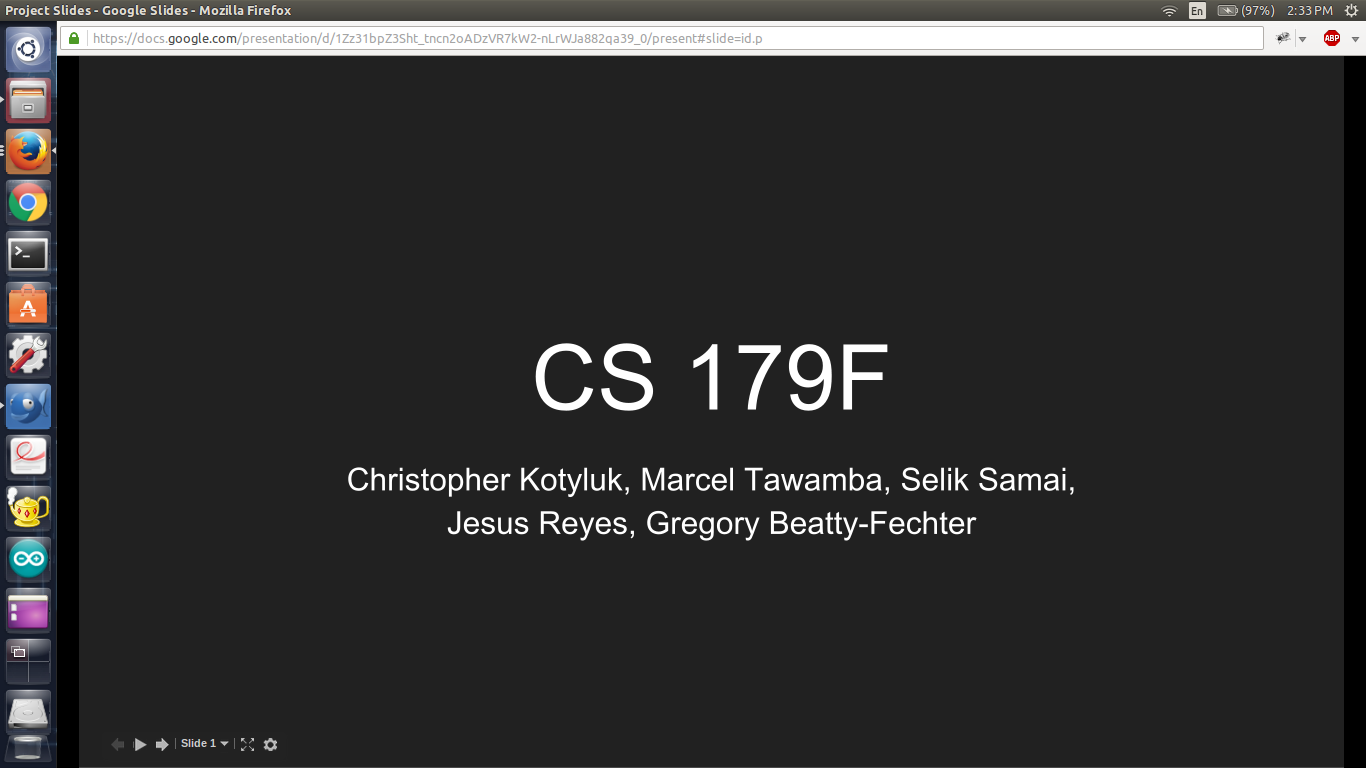 Project Slides - Google Slides - Mozilla Firefox
En
(97%)
2:33 PM
https://docs.google.com/presentation/d/1Zz31bpZ3Sht_tncn2oADzVR7kW2-nLrWJa882qa39_0/present#slide=id.p
ABP
CS 179F
Christopher Kotyluk, Marcel Tawamba, Selik Samai,
Jesus Reyes, Gregory Beatty-Fechter
Slide 1